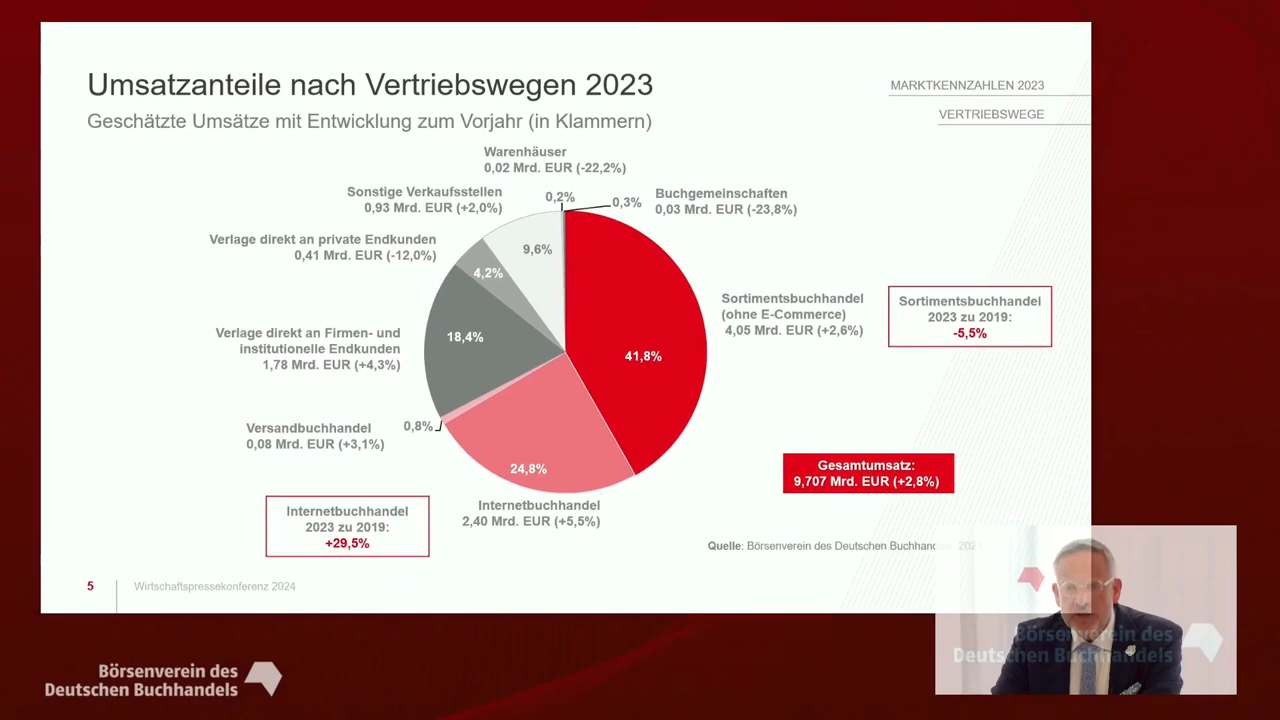 Umsatzanteile nach Vertriebswegen 2023
Geschätzte Umsätze mit Entwicklung zum Vorjahr (in Klammern)
MARKTKENNZAHLEN 2023
VERTRIEBSWEGE
Warenhäuser
0,02 Mrd. EUR (-22,2%)
Sonstige Verkaufsstellen
0,93 Mrd. EUR (+2,0%)
0,2%
0,3%
Buchgemeinschaften
0,03 Mrd. EUR (-23,8%)
Verlage direkt an private Endkunden
0,41 Mrd. EUR (-12,0%)
9,6%
4,2%
Sortimentsbuchhandel
(ohne E-Commerce)
4,05 Mrd. EUR (+2,6%)
Sortimentsbuchhandel
2023 zu 2019:
-5,5%
Verlage direkt an Firmen- und
institutionelle Endkunden
1,78 Mrd. EUR (+4,3%)
18,4%
41,8%
Versandbuchhandel
0,08 Mrd. EUR (+3,1%)
0,8%
24,8%
Gesamtumsatz:
9,707 Mrd. EUR (+2,8%)
Internetbuchhandel
2023 zu 2019:
+29,5%
Internetbuchhandel
2,40 Mrd. EUR (+5,5%)
Quelle: Börsenverein des Deutschen
5
Wirtschaftspressekonferenz 2024
Börsenverein des
Deutschen Buchhandels
Börsenverein des
Deutschen Buchhandels